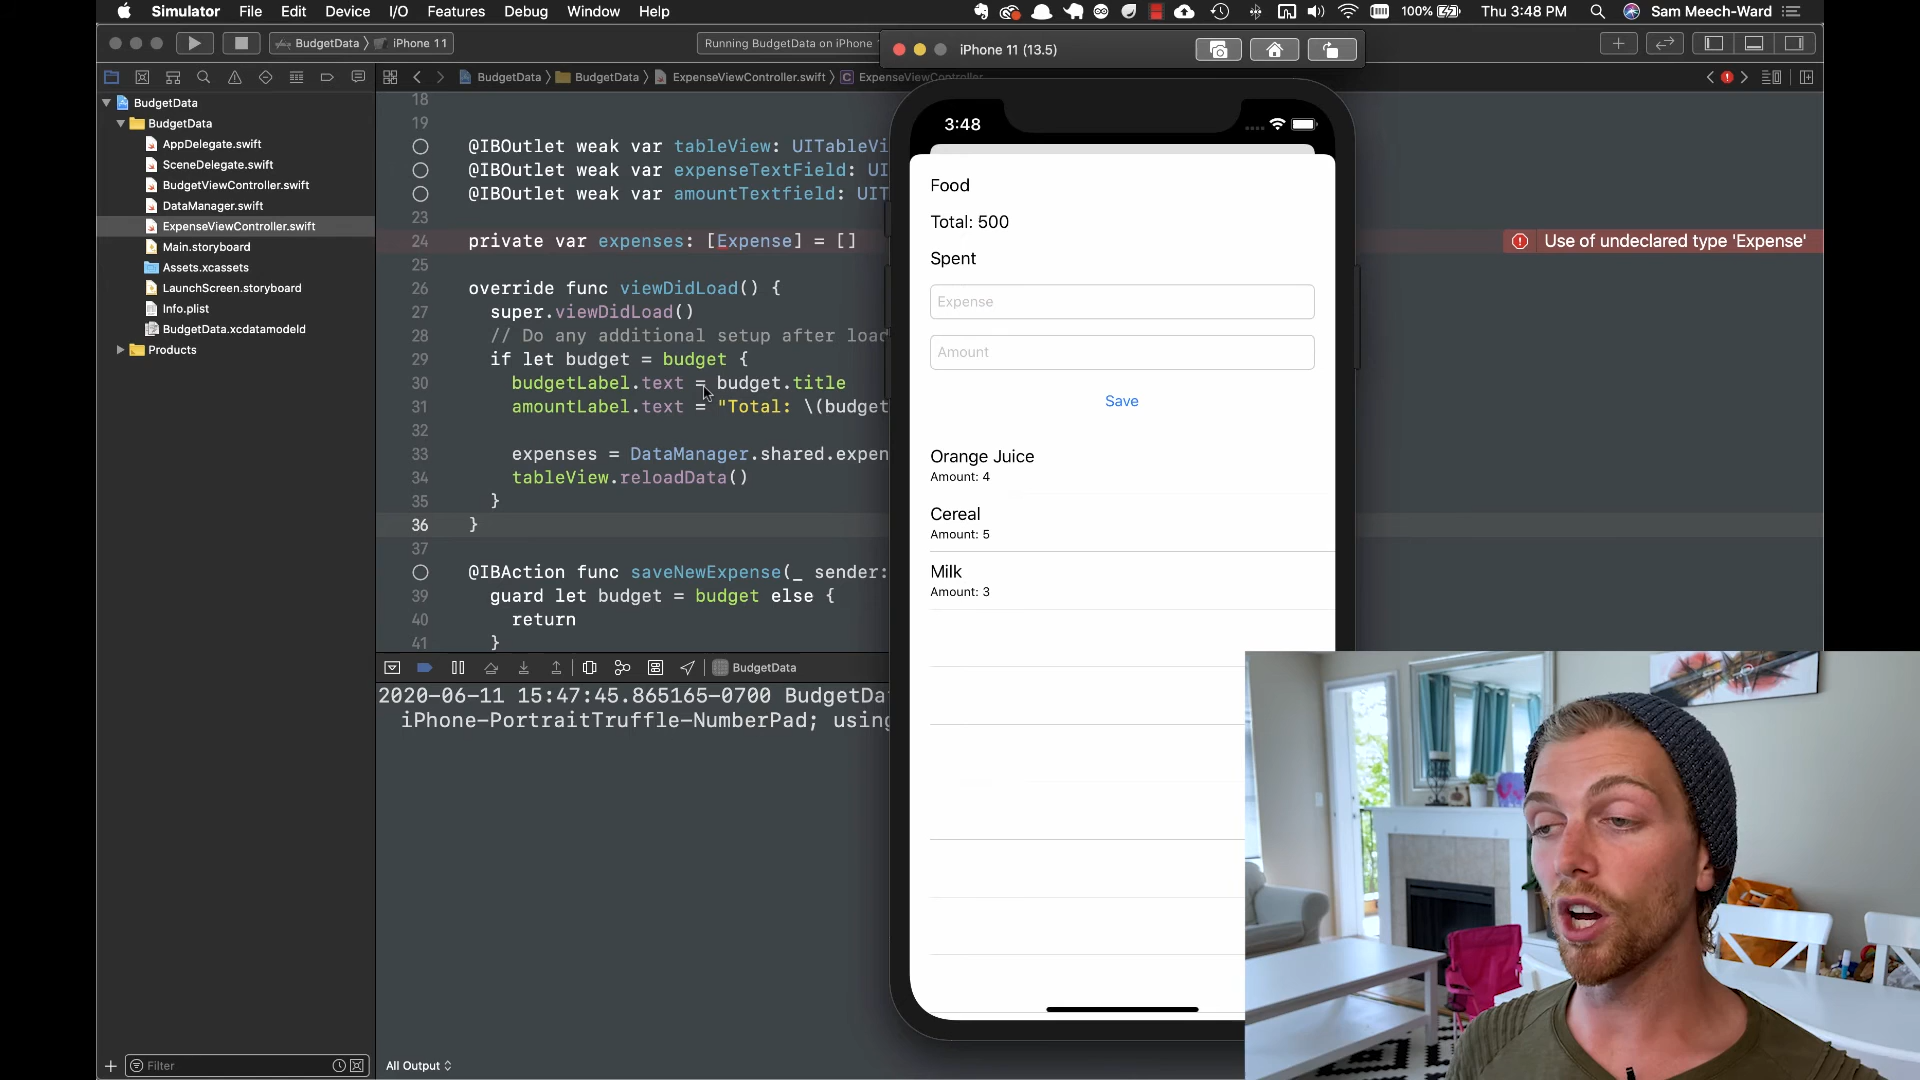 Simulator File Edit Device I/O Features Debug Window Help
100% Thu 3:48 PM Sam Meech-Ward
BudgetData iPhone 11
Running BudgetData on iPhone
iPhone 11 (13.5)
BudgetData BudgetData ExpenseViewController.swift C ExpenseViewController
BudgetData
BudgetData
AppDelegate.swift
SceneDelegate.swift
BudgetViewController.swift
DataManager.swift
ExpenseViewController.swift
Main.storyboard
Assets.xcassets
LaunchScreen.storyboard
Info.plist
BudgetData.xcdatamodeld
Products
Filter
18
19
@IBOutlet weak var tableView: UITableVi
@IBOutlet weak var expenseTextField: UI
@IBOutlet weak var amountTextfield: UIT
23
24 private var expenses: [Expense] = []
Use of undeclared type 'Expense'
25
26 override func viewDidLoad() {
27 super.viewDidLoad()
28 // Do any additional setup after load
29 if let budget = budget {
30 budgetLabel.text = budget.title
31 amountLabel.text = "Total: \(budget
32
33 expenses = DataManager.shared.expen
34 tableView.reloadData()
35 }
36 }
37
@IBAction func saveNewExpense(_ sender:
39 guard let budget = budget else {
40 return
41 }
BudgetData
2020-06-11 15:47:45.865165-0700 BudgetDa
iPhone-PortraitTruffle-NumberPad; using
All Output
3:48
Food
Total: 500
Spent
Expense
Amount
Save
Orange Juice
Amount: 4
Cereal
Amount: 5
Milk
Amount: 3